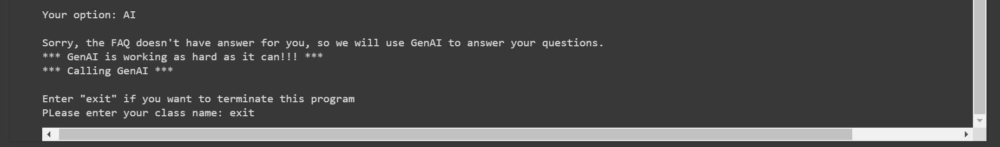 Your option: AI
Sorry, the FAQ doesn't have answer for you, so we will use GenAI to answer your questions.
*** GenAI is working as hard as it can!!! ***
*** Calling GenAI ***
Enter "exit" if you want to terminate this program
PLease enter your class name: exit